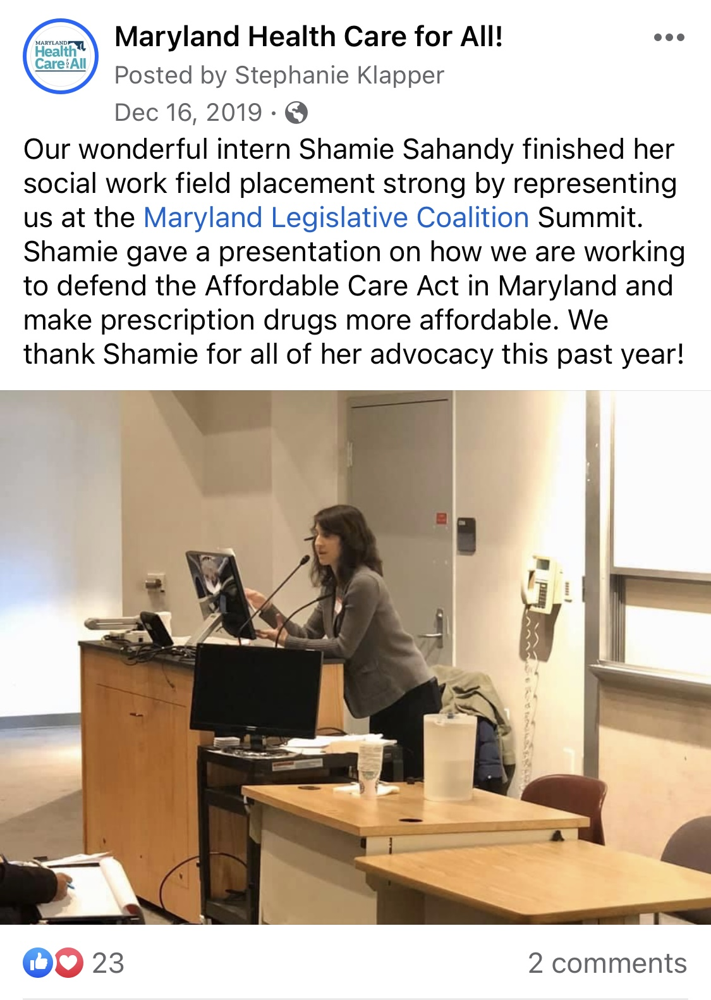 MARYLAND
Health
Care FOR All
Maryland Health Care for All!
Posted by Stephanie Klapper
Dec 16, 2019 ·
Our wonderful intern Shamie Sahandy finished her
social work field placement strong by representing
us at the Maryland Legislative Coalition Summit.
Shamie gave a presentation on how we are working
to defend the Affordable Care Act in Maryland and
make prescription drugs more affordable. We
thank Shamie for all of her advocacy this past year!
23
2 comments